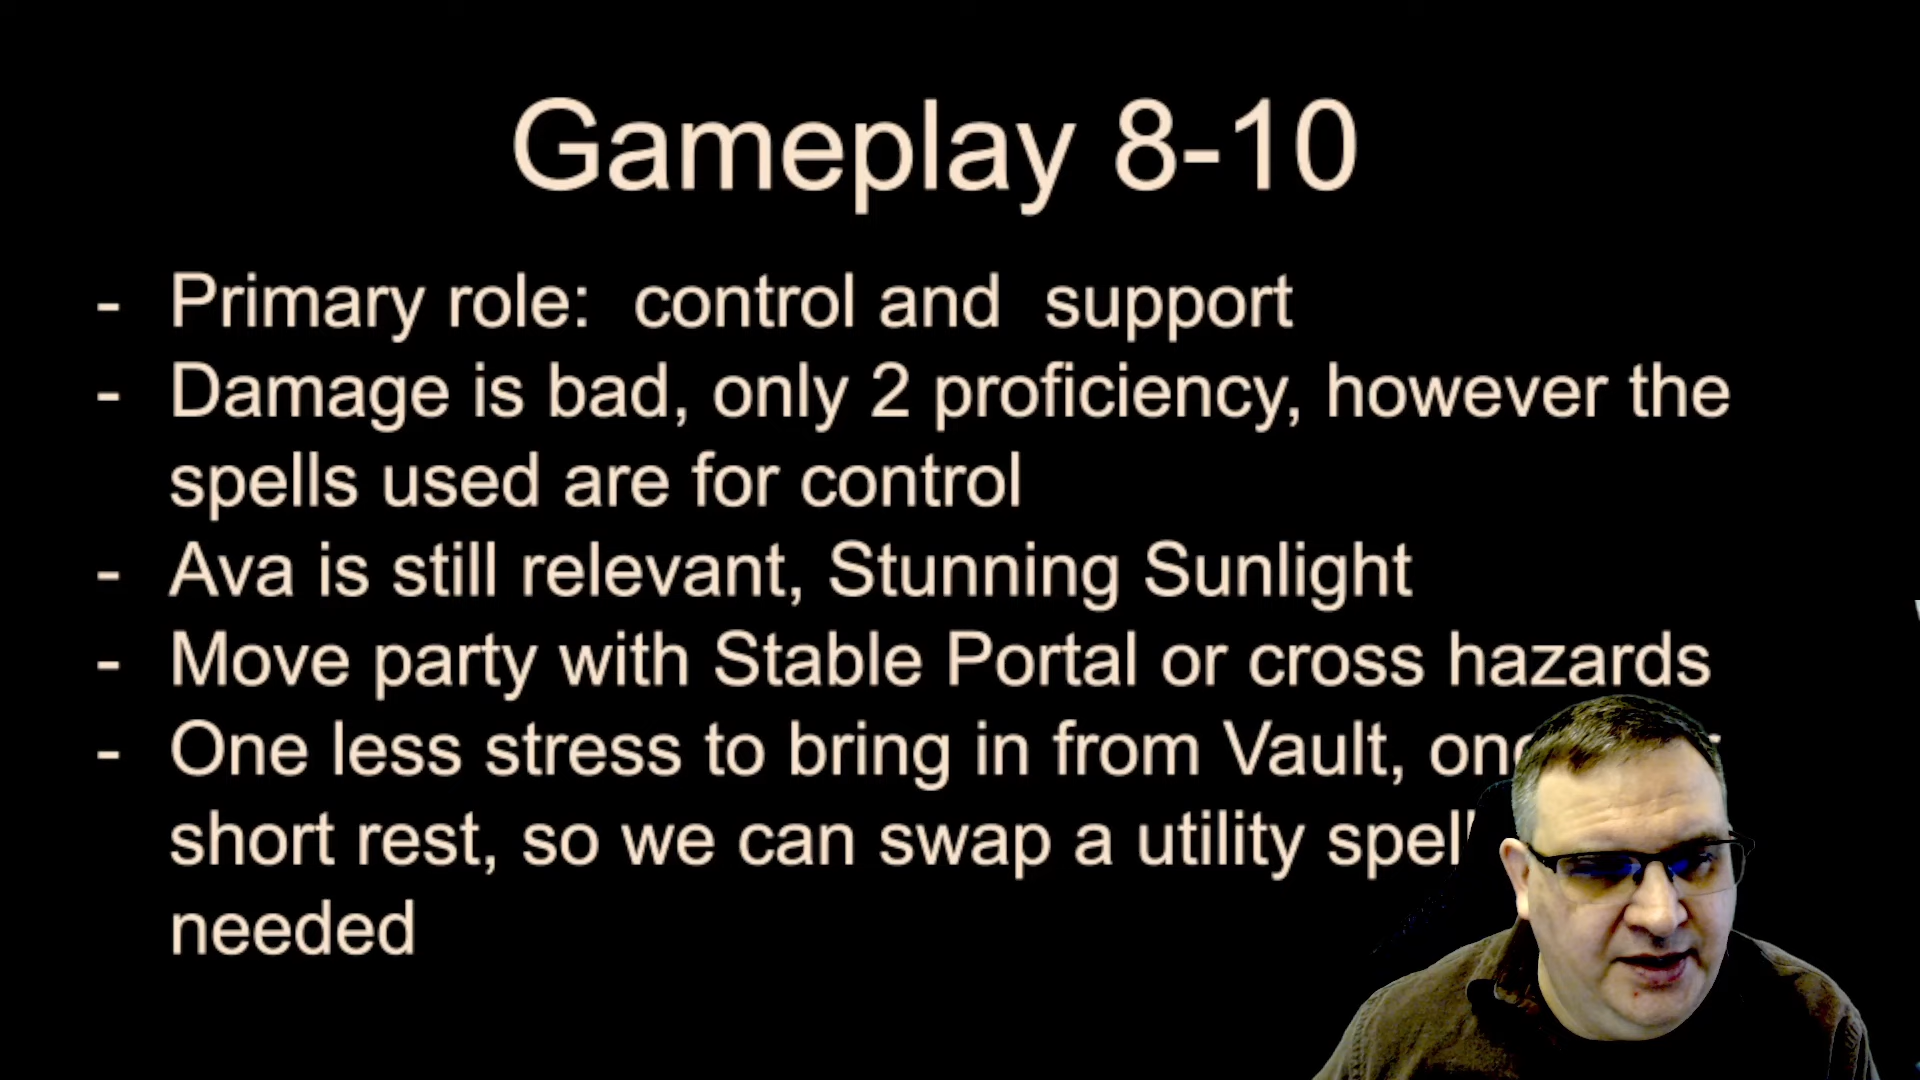 Gameplay 8-10
- Primary role: control and support
- Damage is bad, only 2 proficiency, however the
spells used are for control
- Ava is still relevant, Stunning Sunlight
- Move party with Stable Portal or cross hazards
- One less stress to bring in from Vault,
short rest, so we can swap a utility spell
needed